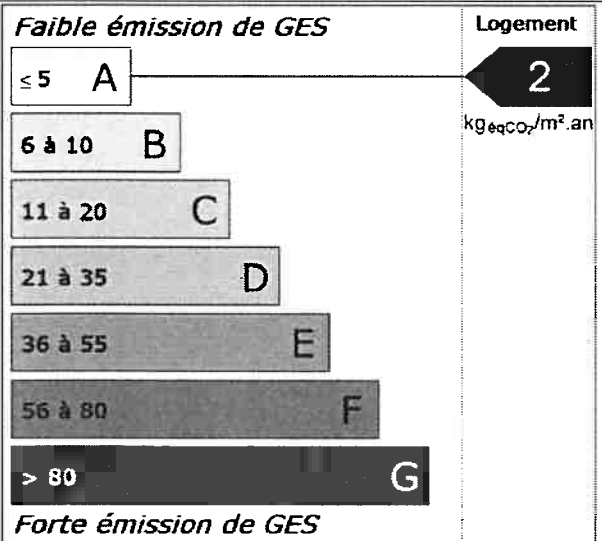 Faible émission de GES
Logement
≤ 5 A
2
kgéqCO₂/m².an
6 à 10 B
11 à 20 C
21 à 35 D
36 à 55 E
56 à 80 F
> 80 G
Forte émission de GES